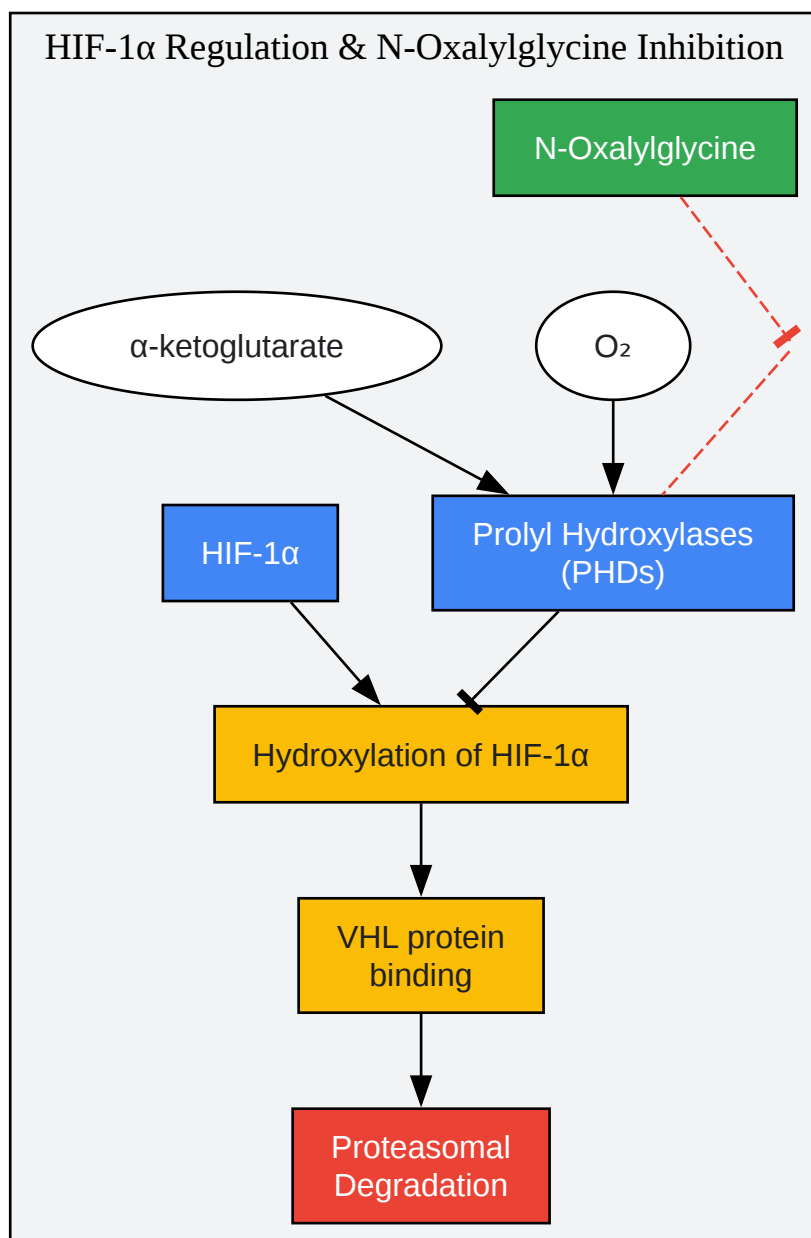 HIF-1α Regulation & N-Oxalylglycine Inhibition
N-Oxalylglycine
α-ketoglutarate
O₂
HIF-1α
Prolyl Hydroxylases
(PHDs)
Hydroxylation of HIF-1α
VHL protein
binding
Proteasomal
Degradation